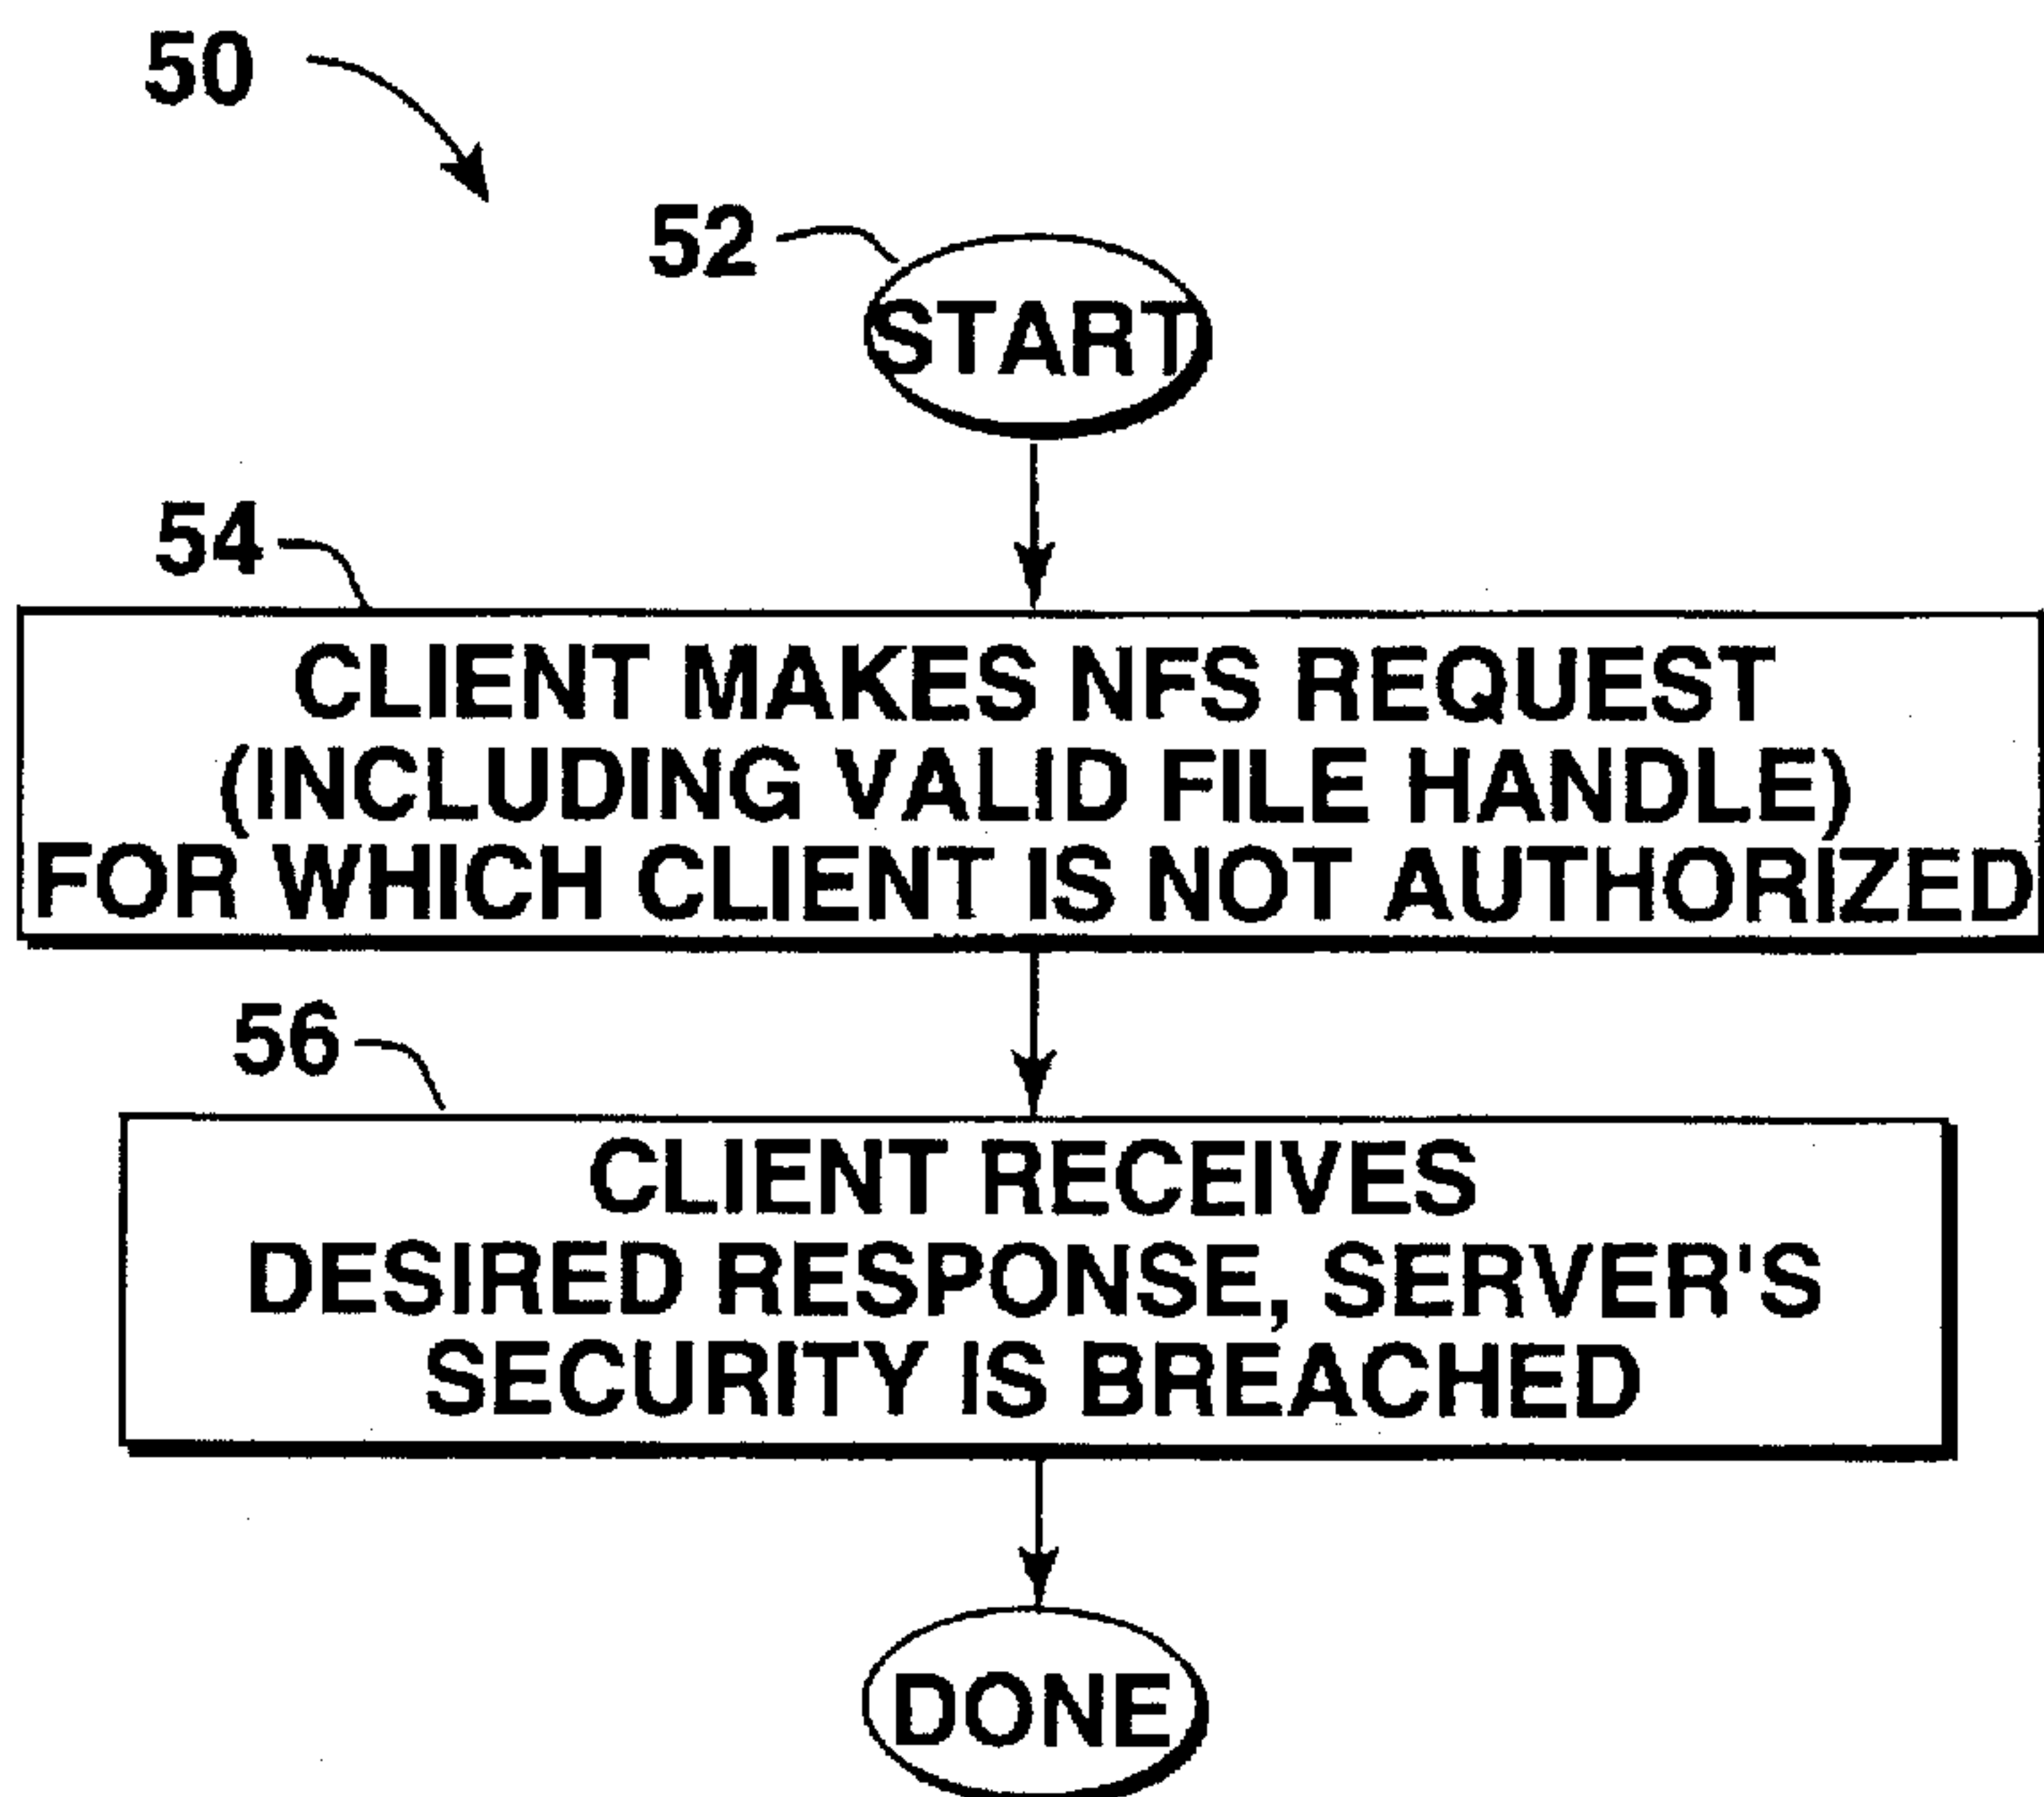 50
52
START
54
CLIENT MAKES NFS REQUEST
(INCLUDING VALID FILE HANDLE)
FOR WHICH CLIENT IS NOT AUTHORIZED
56
CLIENT RECEIVES
DESIRED RESPONSE, SERVER'S
SECURITY IS BREACHED
DONE